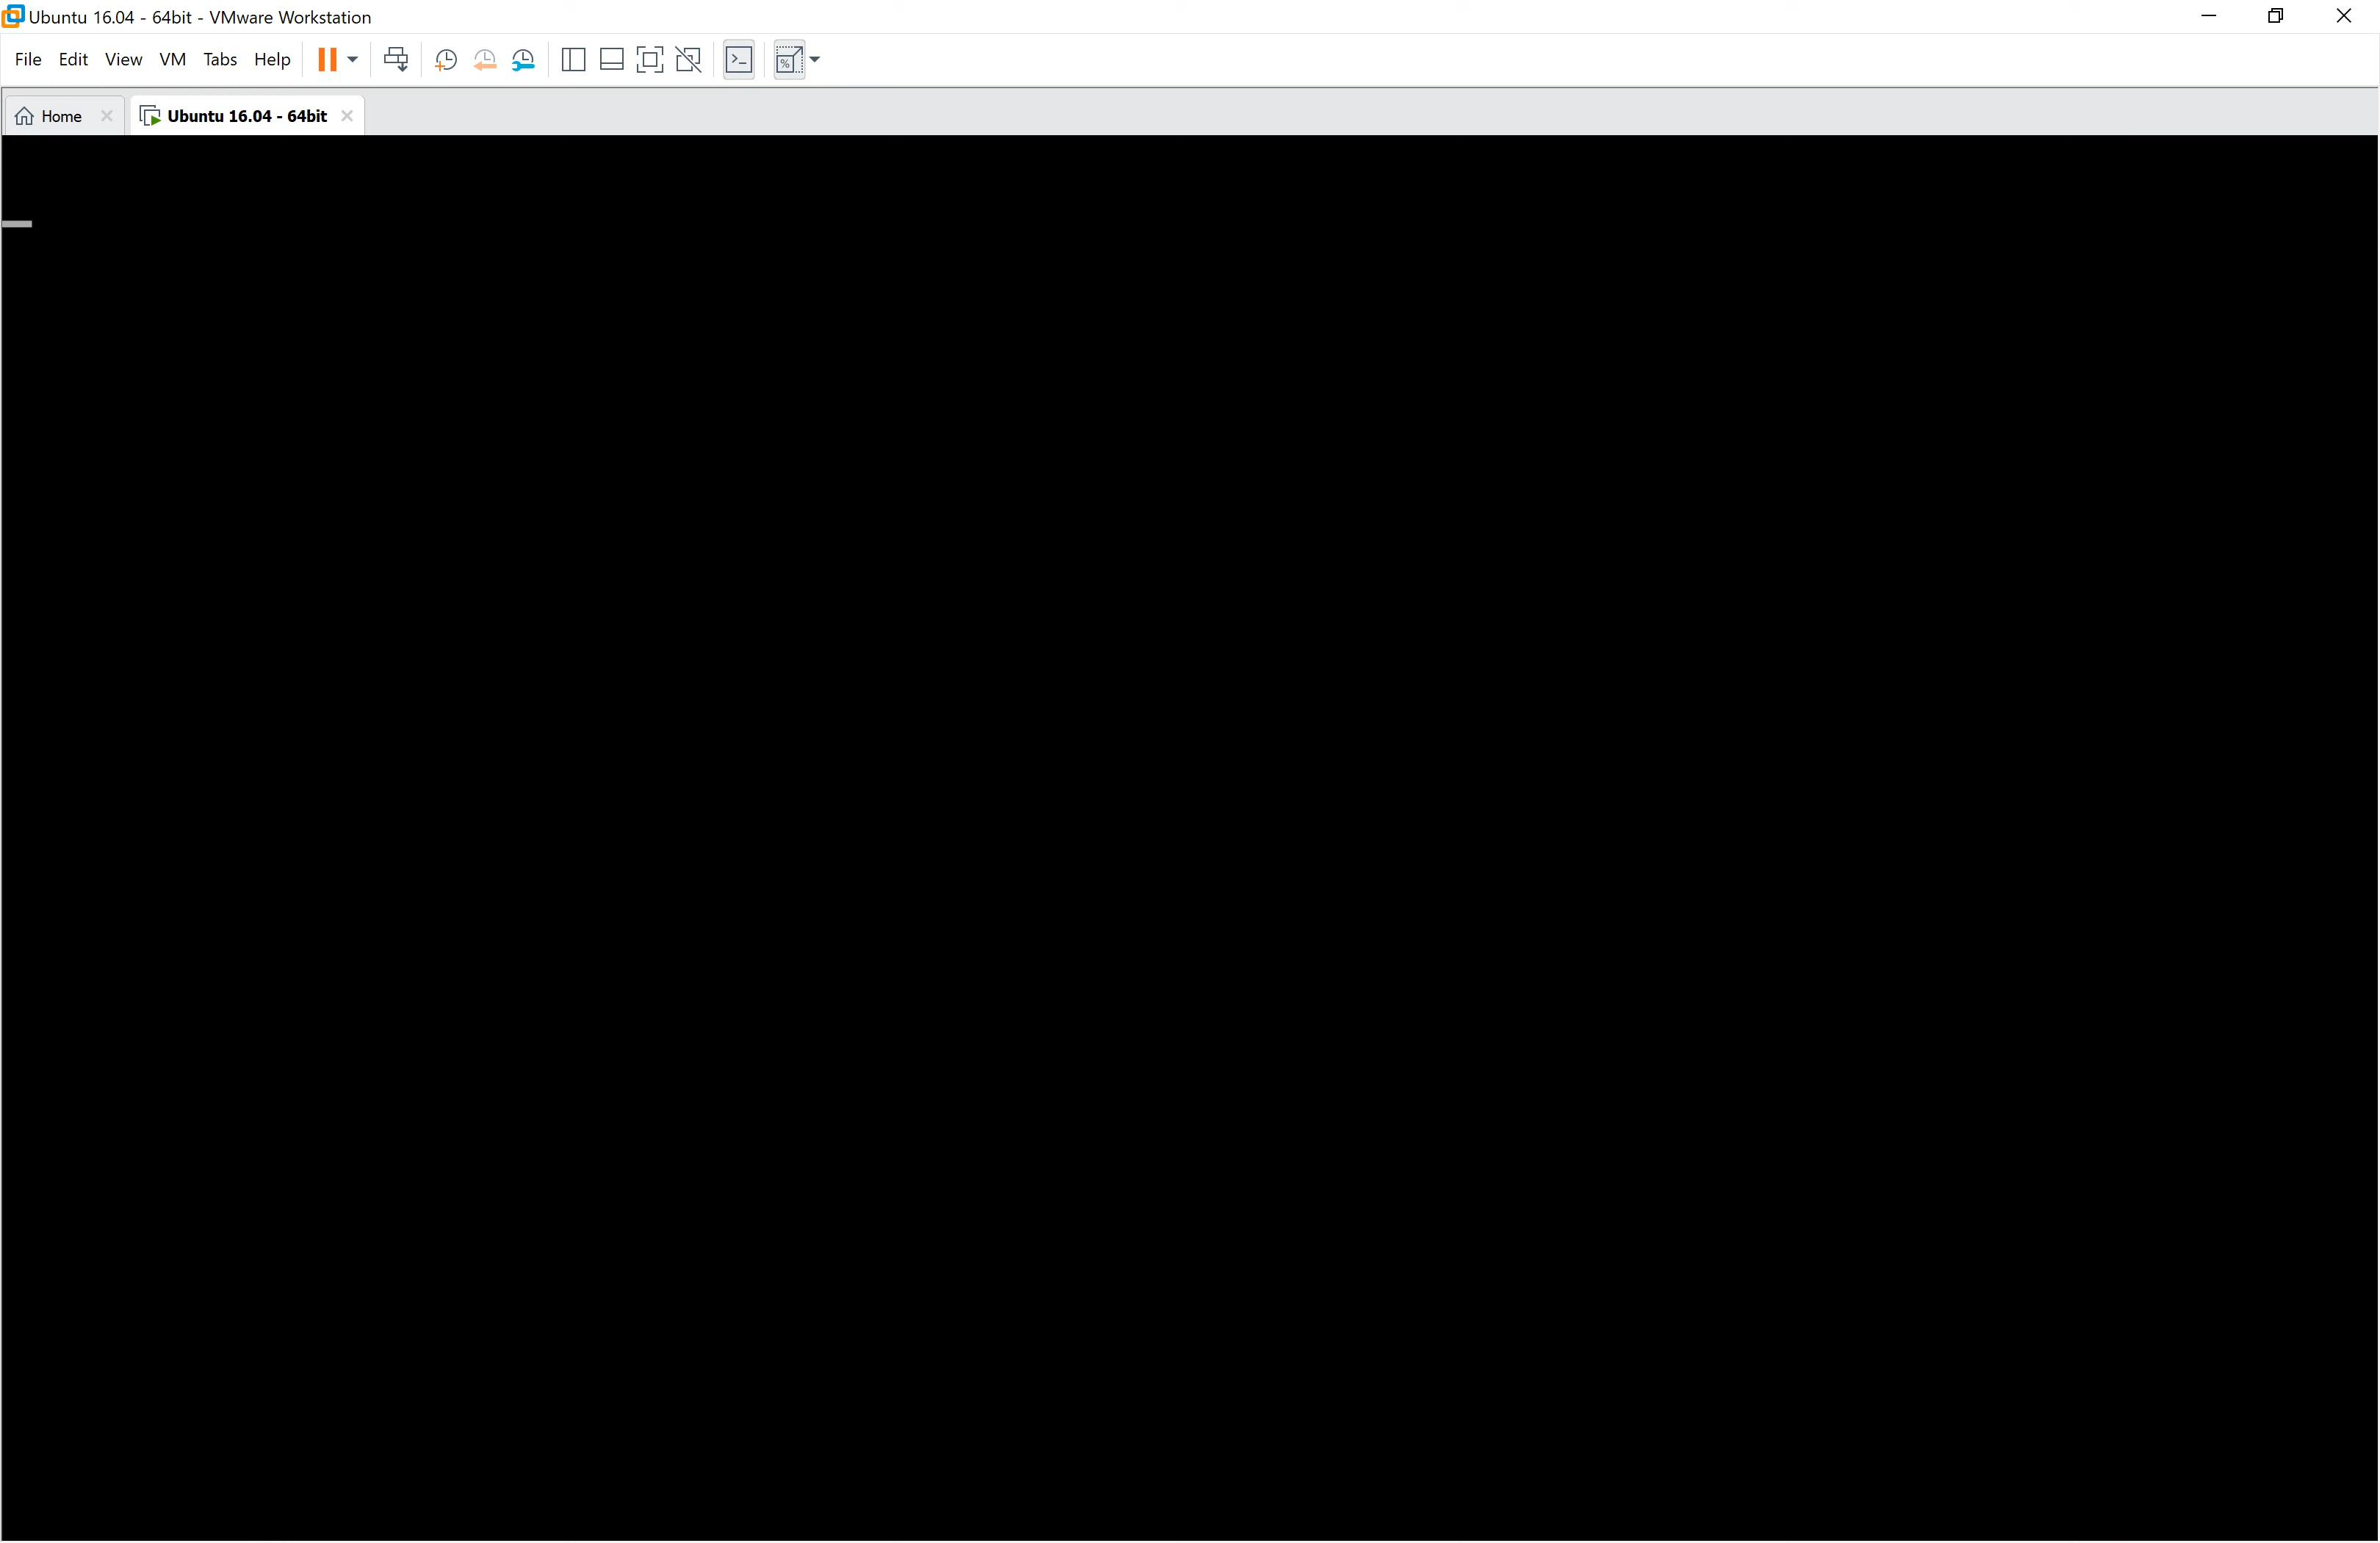 Ubuntu 16.04 - 64bit - VMware Workstation
File Edit View VM Tabs Help
Home Ubuntu 16.04 - 64bit